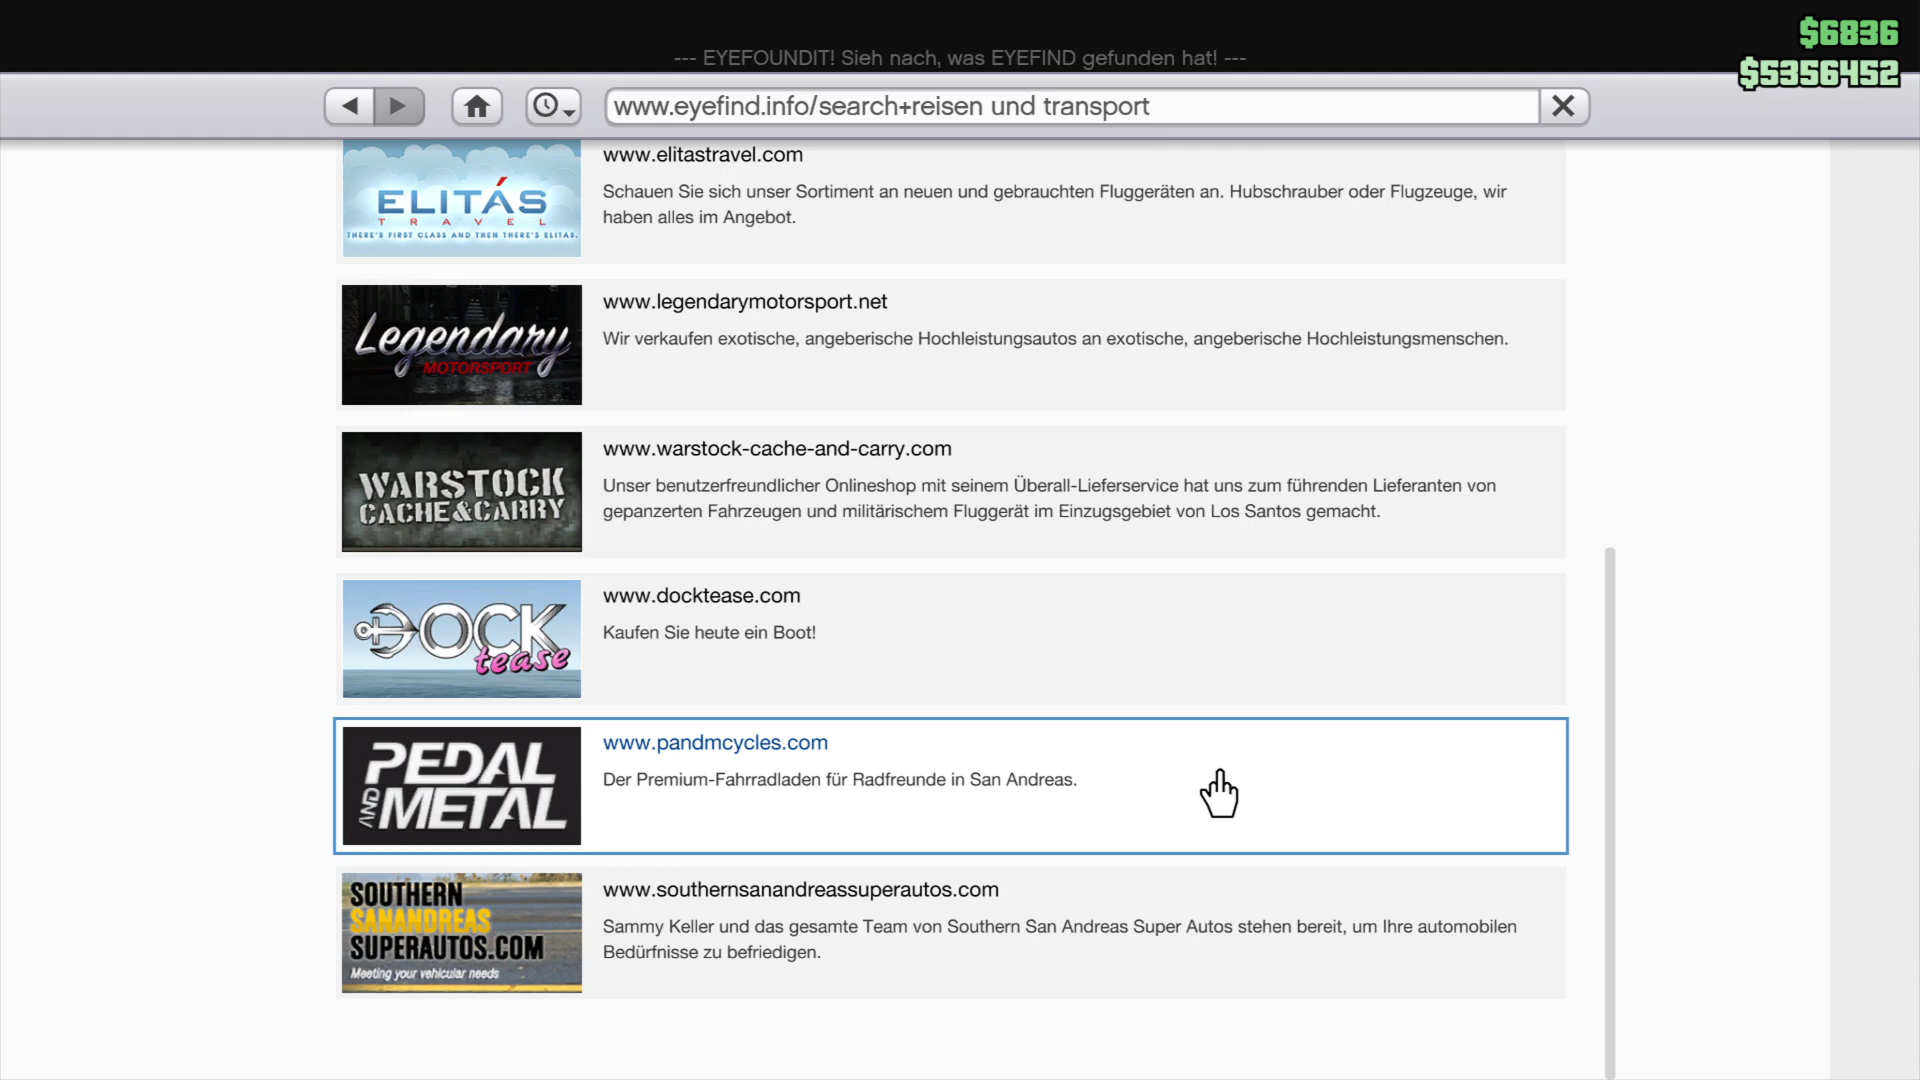 $6836
--- EYEFOUNDIT! Sieh nach, was EYEFIND gefunden hat! ---
$5356452
www.eyefind.info/search+reisen und transport
ELITÁS
TRAVEL
THERE'S FIRST CLASS AND THEN THERE'S ELITAS.
www.elitastravel.com
Schauen Sie sich unser Sortiment an neuen und gebrauchten Fluggeräten an. Hubschrauber oder Flugzeuge, wir
haben alles im Angebot.
Legendary
MOTORSPORT
www.legendarymotorsport.net
Wir verkaufen exotische, angeberische Hochleistungsautos an exotische, angeberische Hochleistungsmenschen.
WARSTOCK
CACHE&CARRY
www.warstock-cache-and-carry.com
Unser benutzerfreundlicher Onlineshop mit seinem Überall-Lieferservice hat uns zum führenden Lieferanten von
gepanzerten Fahrzeugen und militärischem Fluggerät im Einzugsgebiet von Los Santos gemacht.
DOCK
tease
www.docktease.com
Kaufen Sie heute ein Boot!
PEDAL
AND METAL
www.pandmcycles.com
Der Premium-Fahrradladen für Radfreunde in San Andreas.
SOUTHERN
SANANDREAS
SUPERAUTOS.COM
Meeting your vehicular needs
www.southernsanandreassuperautos.com
Sammy Keller und das gesamte Team von Southern San Andreas Super Autos stehen bereit, um Ihre automobilen
Bedürfnisse zu befriedigen.